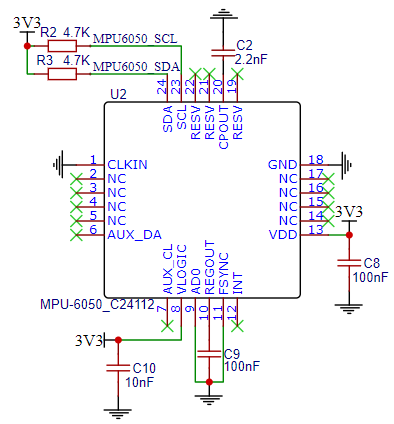 3V3
R2 4.7K
MPU6050_SCL
R3 4.7K
MPU6050_SDA
C2
2.2nF
U2
24 23 22 21 20 19
SDA SCL RESV RESV CPOUT RESV
1 CLKIN
2 NC
3 NC
4 NC
5 NC
6 AUX_DA
GND 18
NC 17
NC 16
NC 15
NC 14
VDD 13
3V3
C8
100nF
AUX_CL VLOGIC AD0 REGOUT FSYNC INT
7 8 9 10 11 12
MPU-6050_C24112
3V3
C10
10nF
C9
100nF